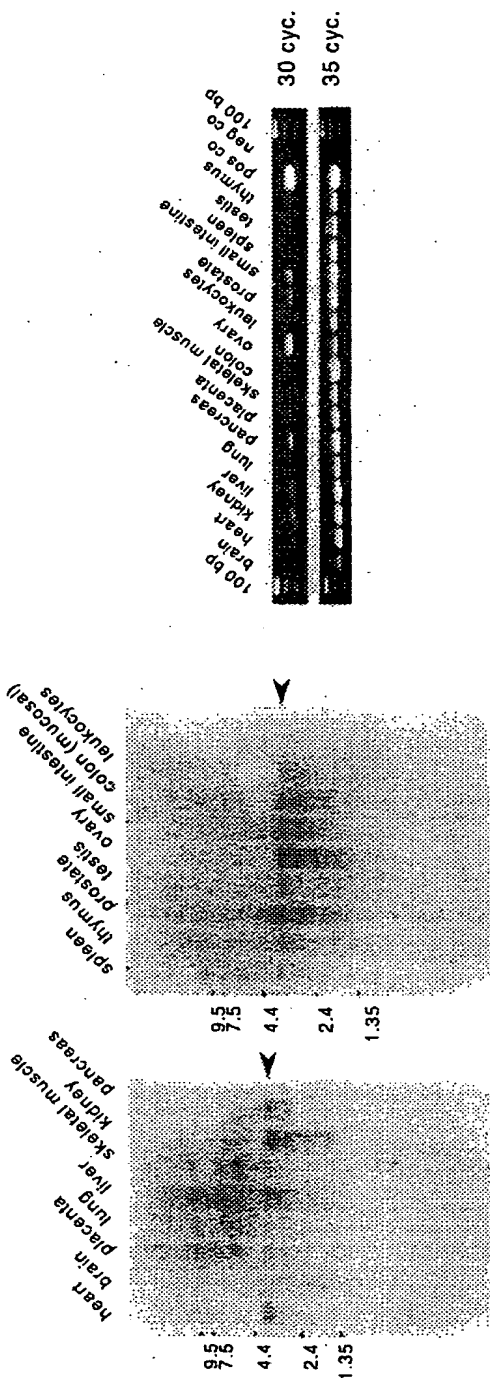 heart
brain
placenta
lung
liver
skeletal muscle
kidney
pancreas
9.5
7.5
4.4
2.4
1.35
spleen
thymus
prostate
testis
ovary
small intestine
colon (mucosal)
leukocytes
9.5
7.5
4.4
2.4
1.35
100 bp
brain
heart
kidney
liver
lung
pancreas
placenta
skeletal muscle
colon
ovary
leukocytes
prostate
small intestine
spleen
testis
thymus
pos co
neg co
100 bp
30 cyc.
35 cyc.